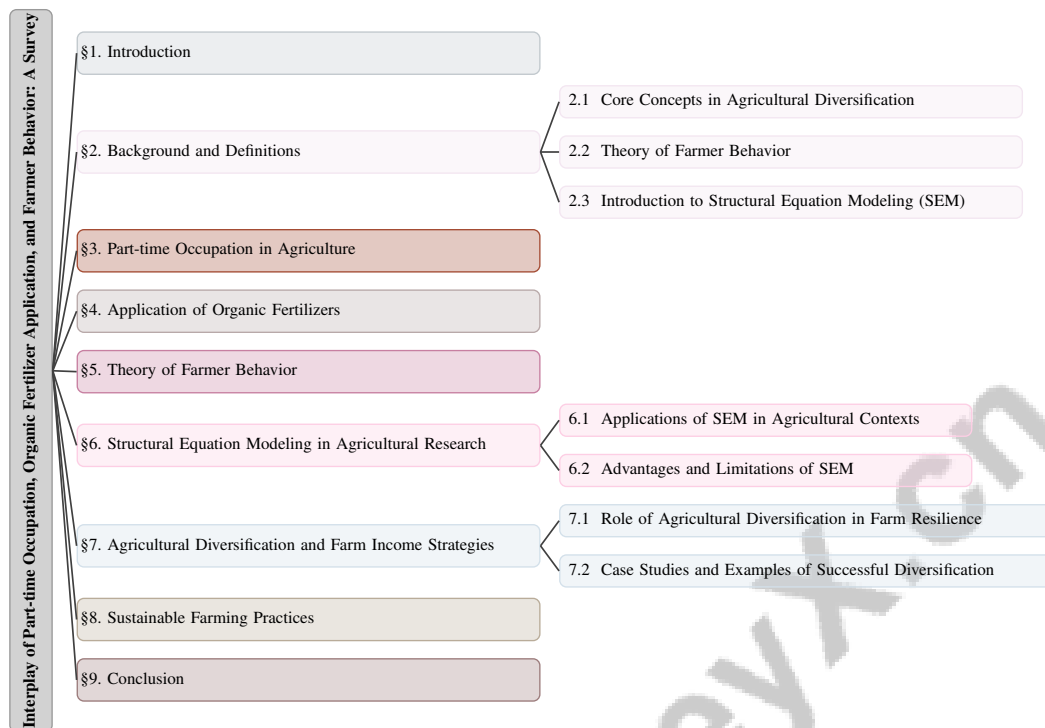 Interplay of Part-time Occupation, Organic Fertilizer Application, and Farmer Behavior: A Survey
§1. Introduction
§2. Background and Definitions
2.1 Core Concepts in Agricultural Diversification
2.2 Theory of Farmer Behavior
2.3 Introduction to Structural Equation Modeling (SEM)
§3. Part-time Occupation in Agriculture
§4. Application of Organic Fertilizers
§5. Theory of Farmer Behavior
§6. Structural Equation Modeling in Agricultural Research
6.1 Applications of SEM in Agricultural Contexts
6.2 Advantages and Limitations of SEM
§7. Agricultural Diversification and Farm Income Strategies
7.1 Role of Agricultural Diversification in Farm Resilience
7.2 Case Studies and Examples of Successful Diversification
§8. Sustainable Farming Practices
§9. Conclusion